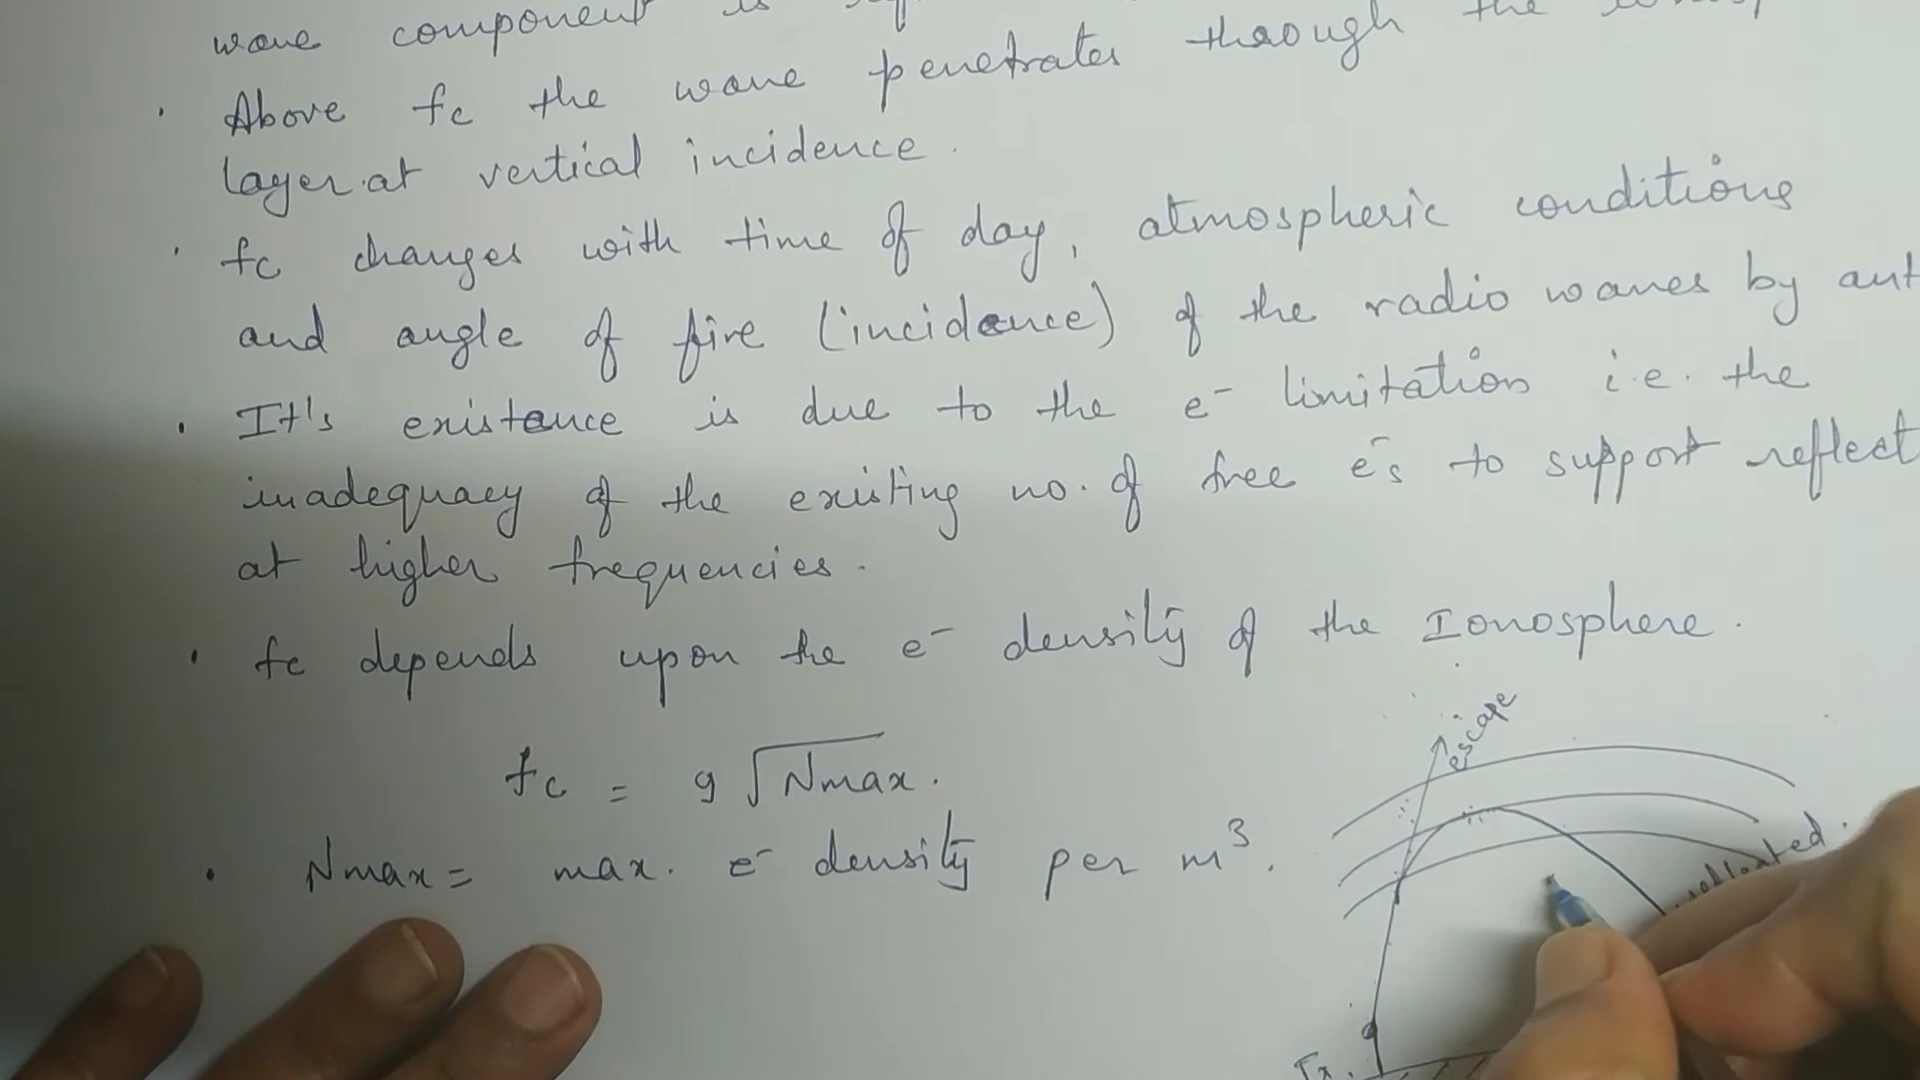 wave component is
Above fc the wave penetrates through the
layer at vertical incidence.
fc changes with time of day, atmospheric conditions
and angle of fire (incidence) of the radio waves by ant
It's existance is due to the e⁻ limitation i.e. the
inadequacy of the existing no. of free e⁻s to support reflect
at higher frequencies.
fc depends upon the e⁻ density of the Ionosphere.
escape
fc = 9 √Nmax.
reflected.
Nmax = max. e⁻ density per m³.
Tx.